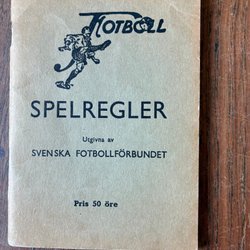 FOTBOLL
SPELREGLER
Utgivna av
SVENSKA FOTBOLLFÖRBUNDET
Pris 50 öre